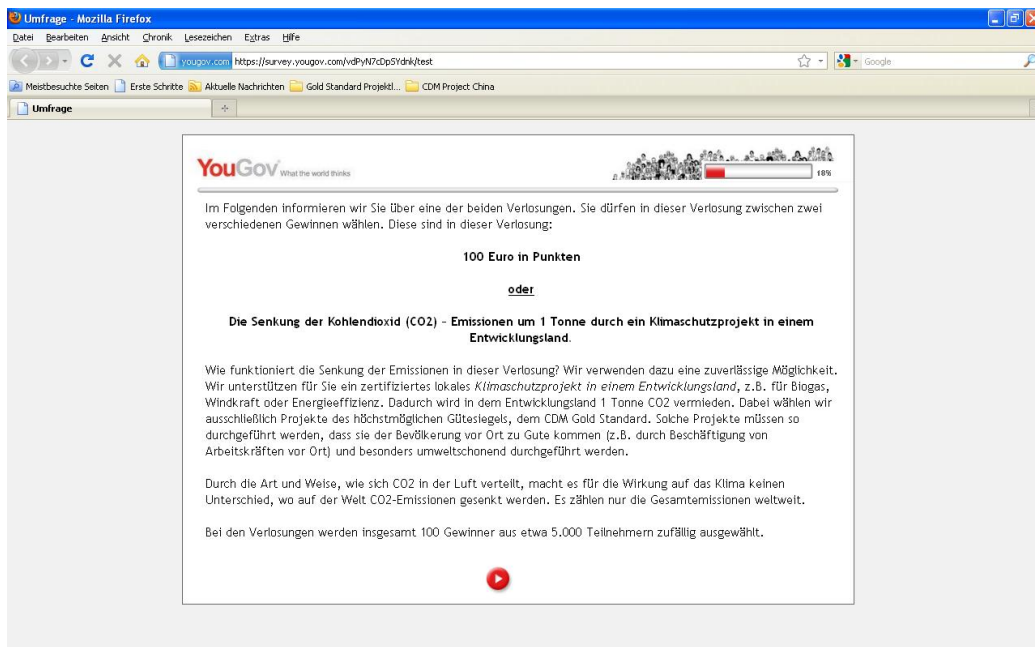 Umfrage - Mozilla Firefox
Datei Bearbeiten Ansicht Chronik Lesezeichen Extras Hilfe
yougov.com https://survey.yougov.com/vdPyN7cDp5Ydnk/test
Google
Meistbesuchte Seiten Erste Schritte Aktuelle Nachrichten Gold Standard Projektl... CDM Project China
Umfrage
YouGov What the world thinks
18%
Im Folgenden informieren wir Sie über eine der beiden Verlosungen. Sie dürfen in dieser Verlosung zwischen zwei
verschiedenen Gewinnen wählen. Diese sind in dieser Verlosung:
100 Euro in Punkten
oder
Die Senkung der Kohlendioxid (CO2) - Emissionen um 1 Tonne durch ein Klimaschutzprojekt in einem
Entwicklungsland.
Wie funktioniert die Senkung der Emissionen in dieser Verlosung? Wir verwenden dazu eine zuverlässige Möglichkeit.
Wir unterstützen für Sie ein zertifiziertes lokales Klimaschutzprojekt in einem Entwicklungsland, z.B. für Biogas,
Windkraft oder Energieeffizienz. Dadurch wird in dem Entwicklungsland 1 Tonne CO2 vermieden. Dabei wählen wir
ausschließlich Projekte des höchstmöglichen Gütesiegels, dem CDM Gold Standard. Solche Projekte müssen so
durchgeführt werden, dass sie der Bevölkerung vor Ort zu Gute kommen (z.B. durch Beschäftigung von
Arbeitskräften vor Ort) und besonders umweltschonend durchgeführt werden.
Durch die Art und Weise, wie sich CO2 in der Luft verteilt, macht es für die Wirkung auf das Klima keinen
Unterschied, wo auf der Welt CO2-Emissionen gesenkt werden. Es zählen nur die Gesamtemissionen weltweit.
Bei den Verlosungen werden insgesamt 100 Gewinner aus etwa 5.000 Teilnehmern zufällig ausgewählt.